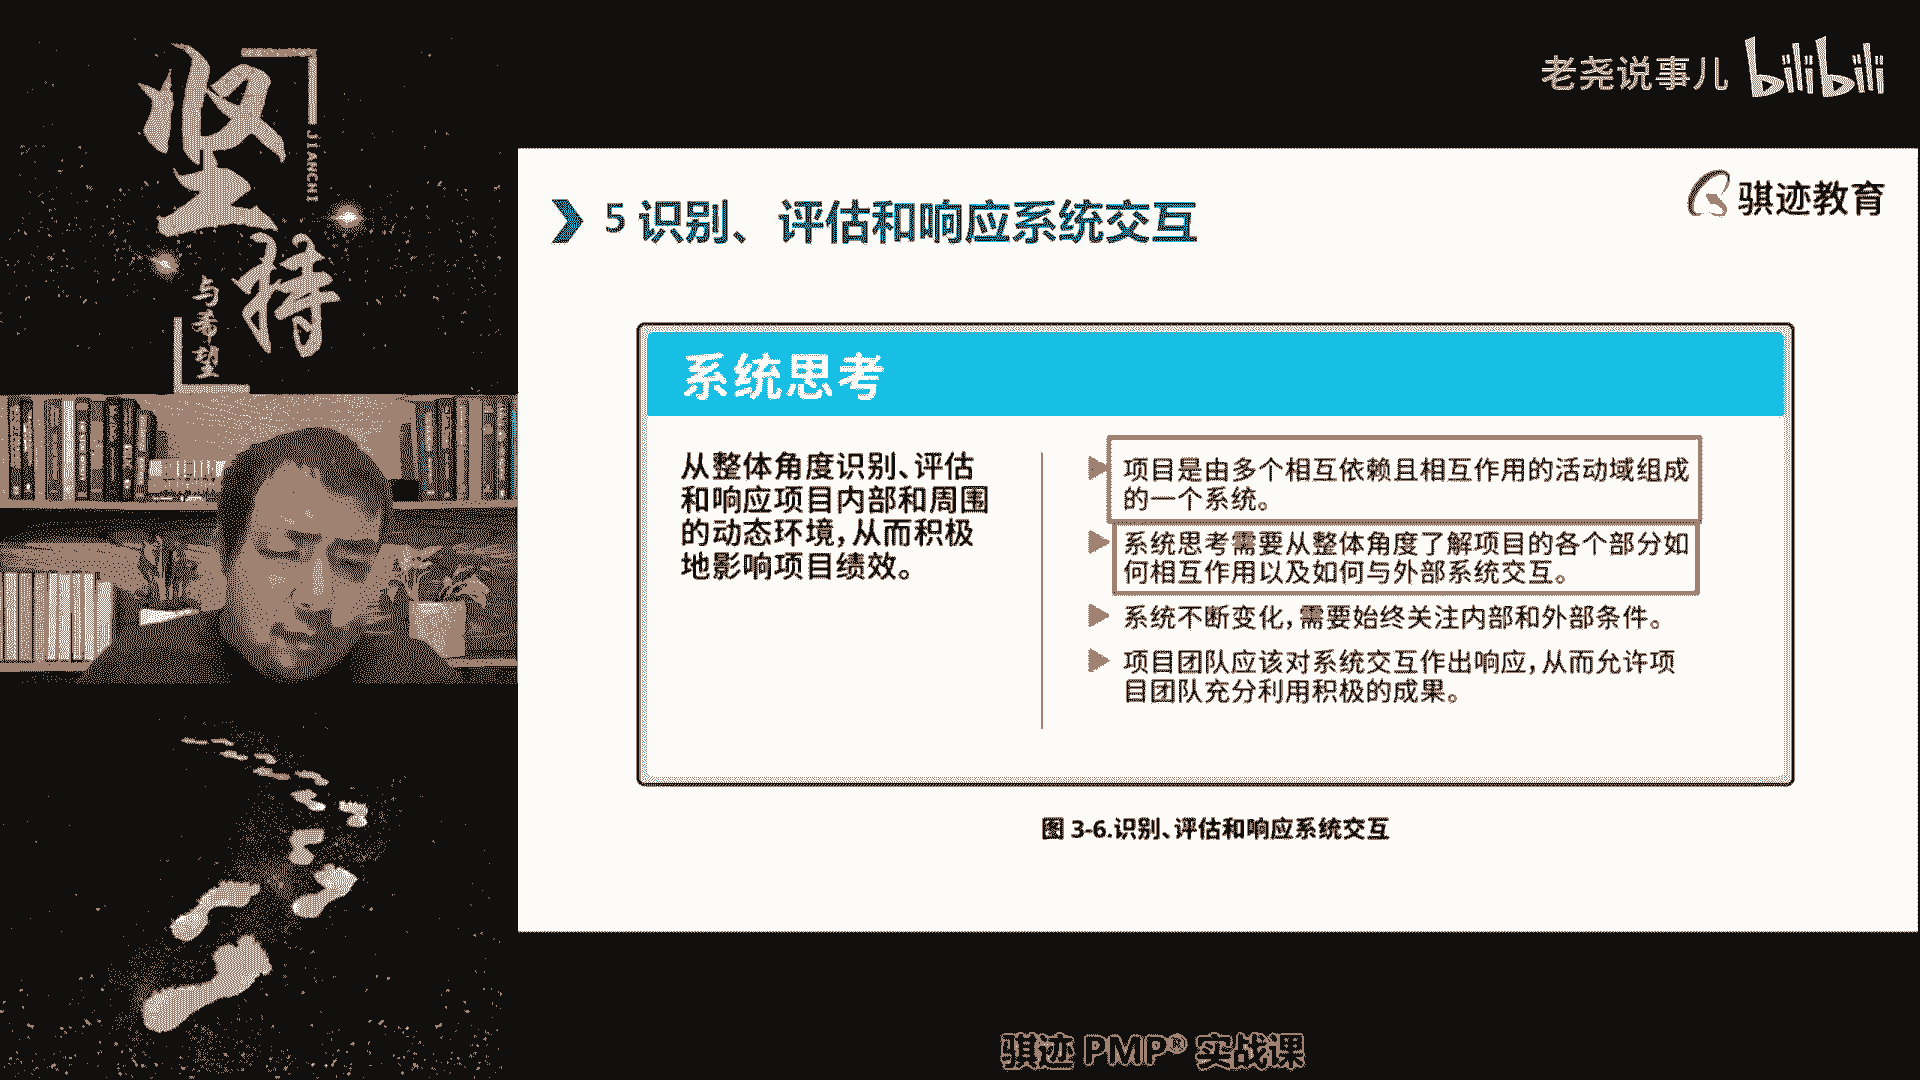 坚持
JIANCHI
与希望
老尧说事儿 bilibili
骐迹教育
5 识别、评估和响应系统交互
系统思考
从整体角度识别、评估
和响应项目内部和周围
的动态环境,从而积极
地影响项目绩效。
项目是由多个相互依赖且相互作用的活动域组成
的一个系统。
系统思考需要从整体角度了解项目的各个部分如
何相互作用以及如何与外部系统交互。
系统不断变化,需要始终关注内部和外部条件。
项目团队应该对系统交互作出响应,从而允许项
目团队充分利用积极的成果。
图 3-6.识别、评估和响应系统交互
骐迹 PMP® 实战课